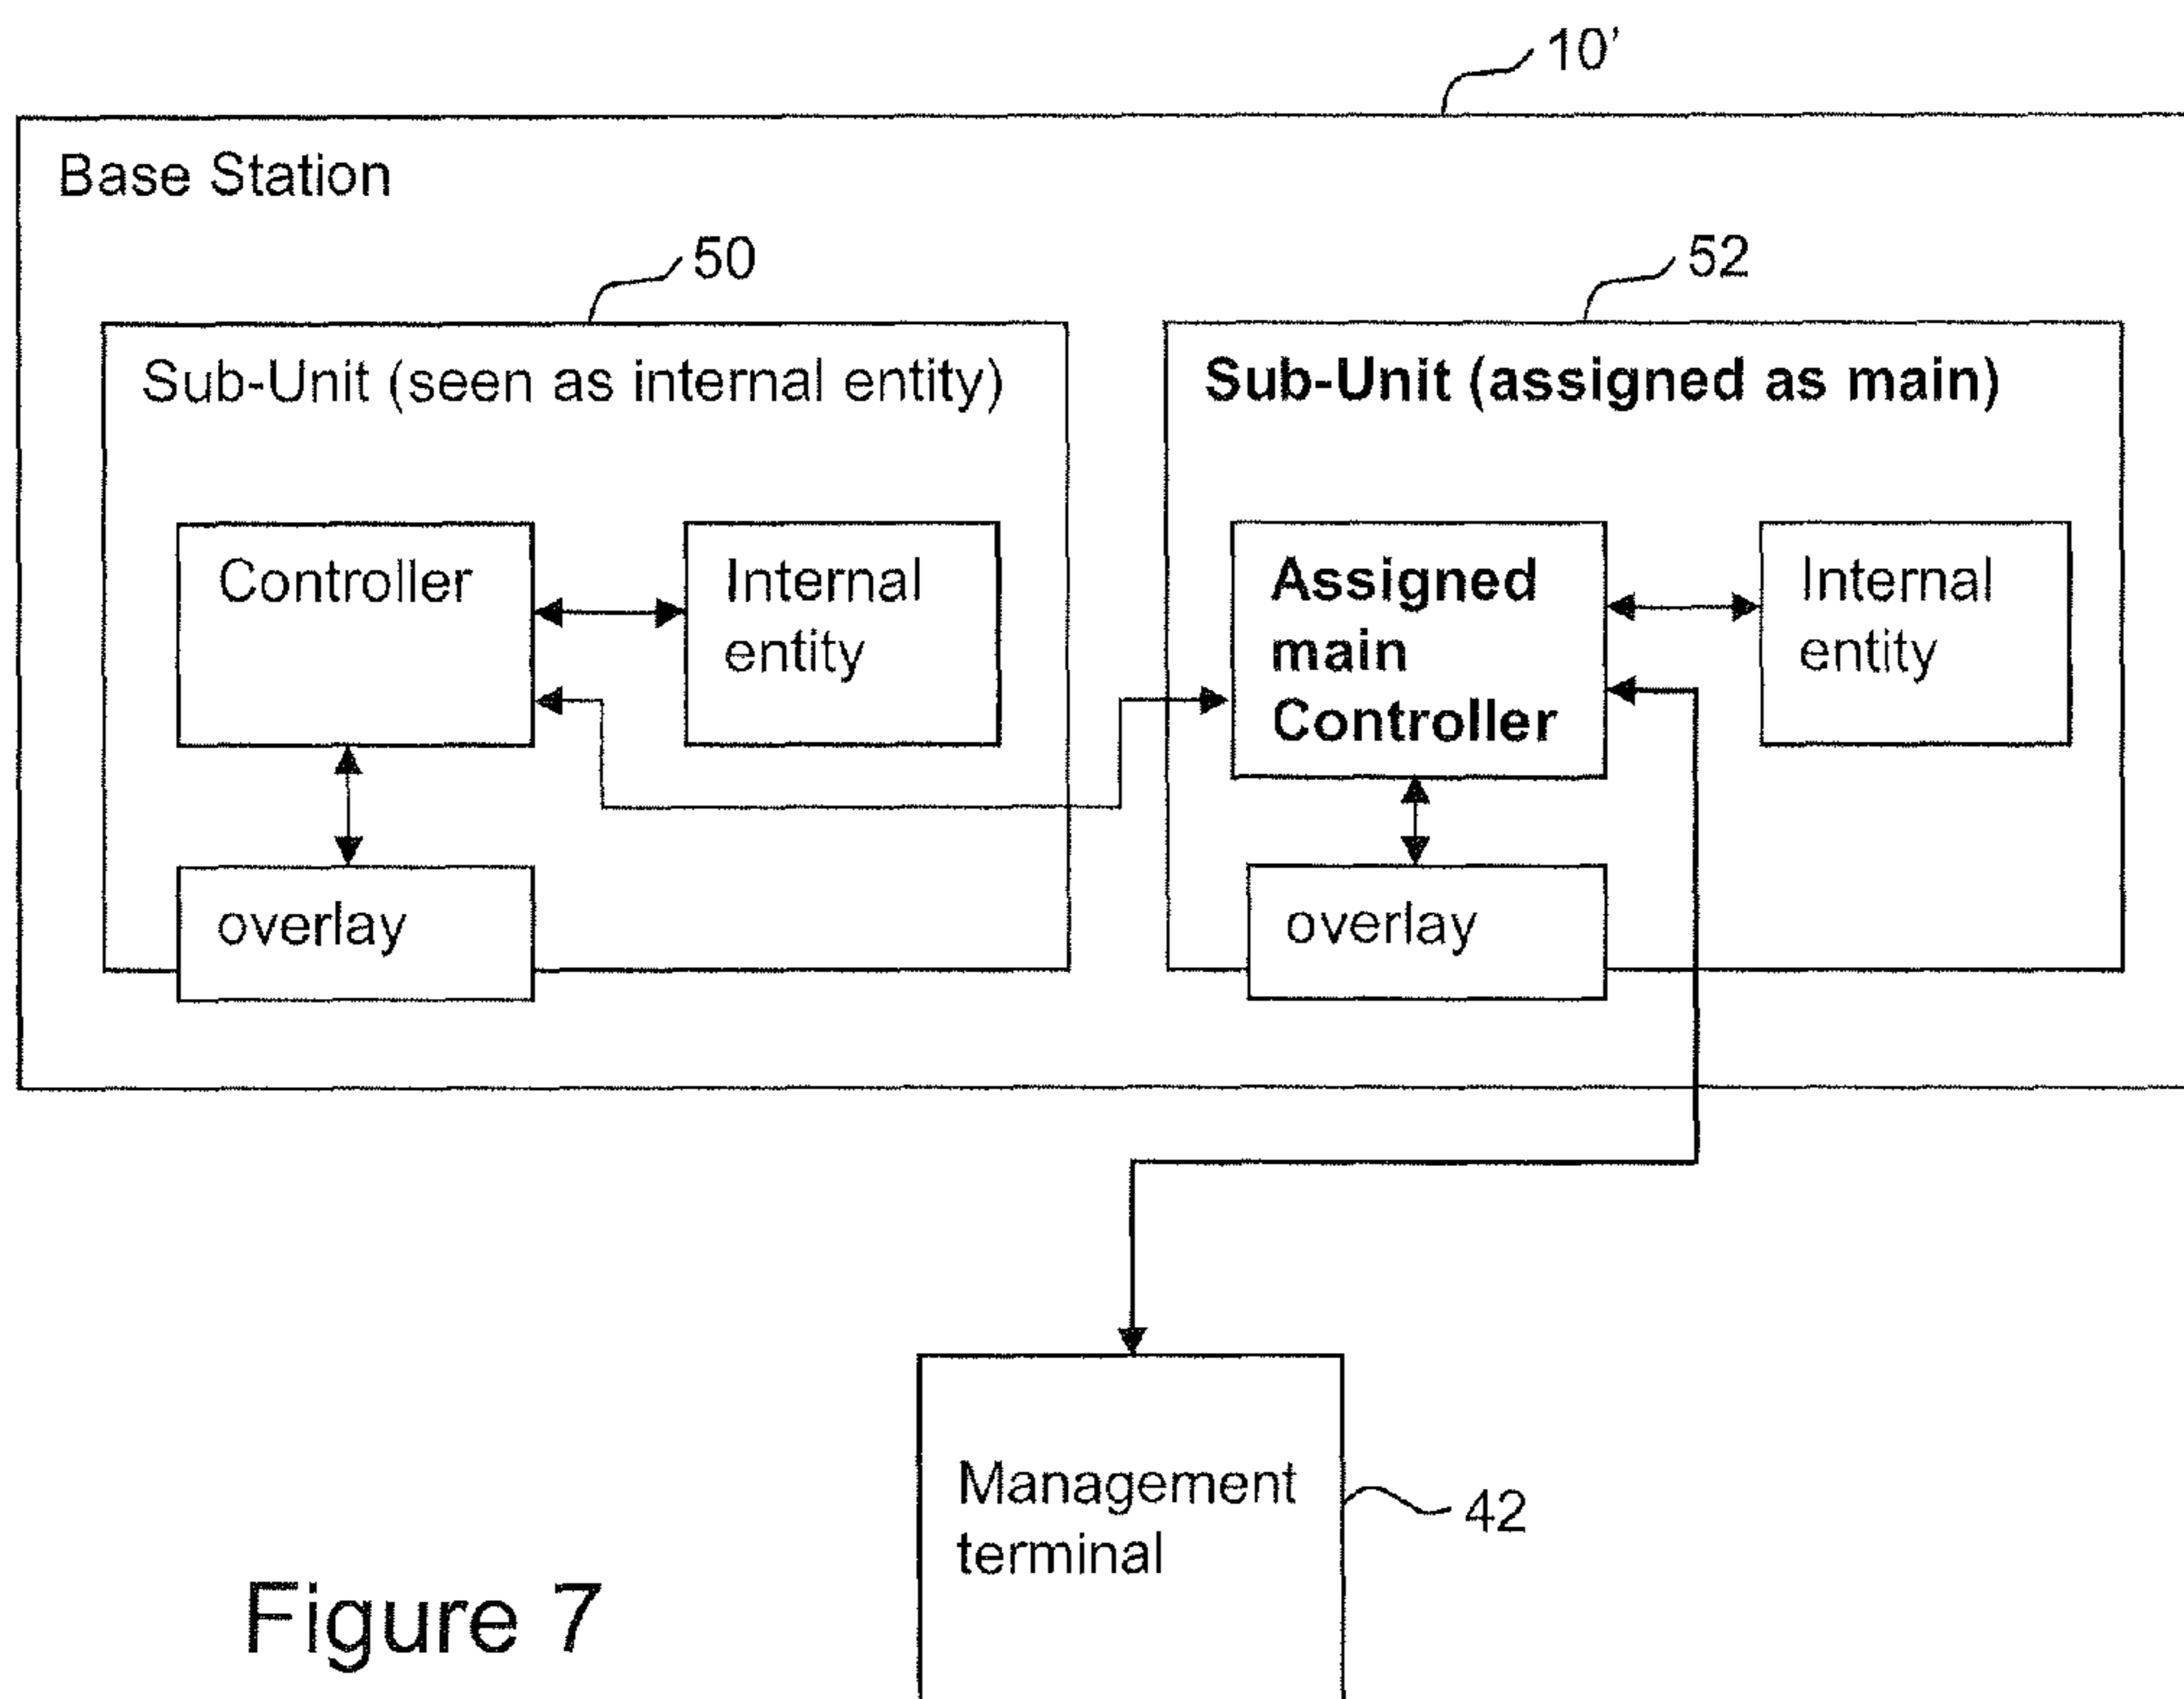 10’
Base Station
50
52
Sub-Unit (seen as internal entity)
Sub-Unit (assigned as main)
Controller
Internal
entity
Assigned
main
Controller
Internal
entity
overlay
overlay
Management
terminal
42
Figure 7